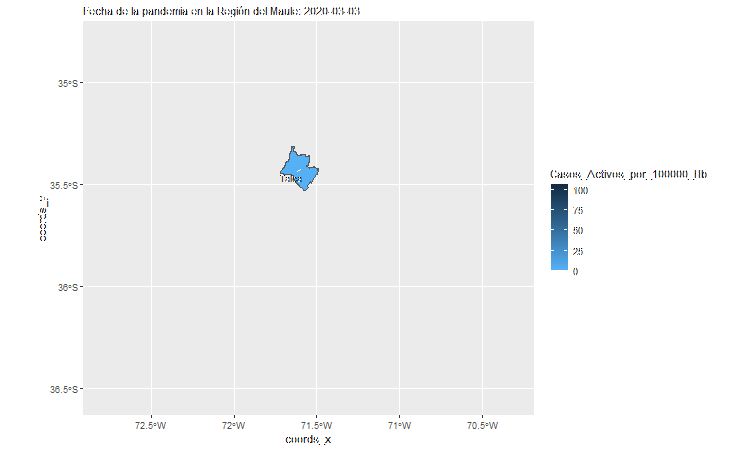 Fecha de la pandemia en la Región del Maule: 2020-03-03
35°S
35.5°S
36°S
36.5°S
coords_y
Talca
72.5°W
72°W
71.5°W
71°W
70.5°W
coords_x
Casos_Activos_por_100000_Hb
100
75
50
25
0